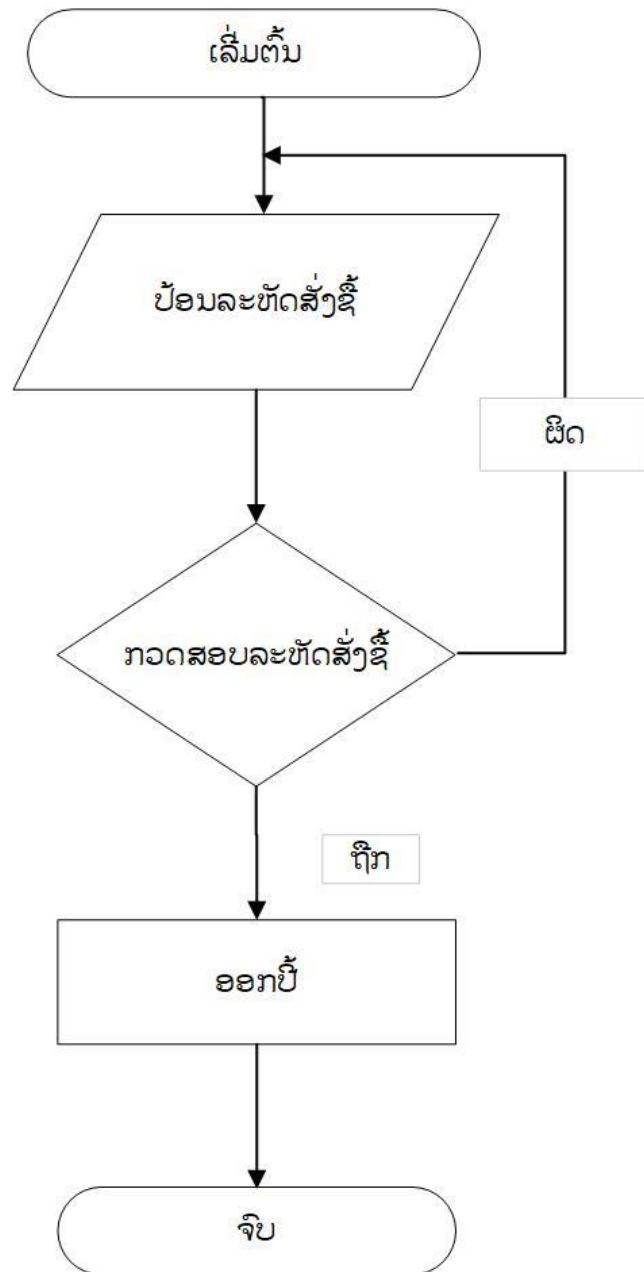 ເລີ່ມຕົ້ນ
ປ້ອນລະຫັດສັ່ງຊື້
ຜິດ
ກວດສອບລະຫັດສັ່ງຊື້
ຖືກ
ອອກປີ້
ຈົບ